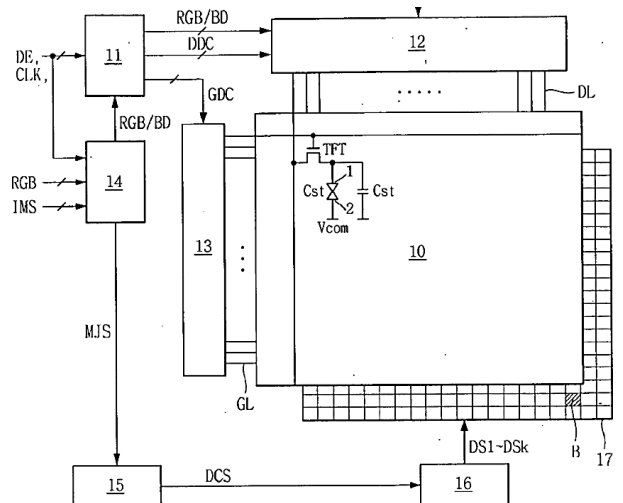 RGB/BD
DDC
DE,
CLK,
11
12
GDC
DL
RGB/BD
TFT
1
14
RGB
Cst
Cst
2
IMS
Vcom
13
10
MJS
GL
B
17
DS1~DSk
DCS
15
16